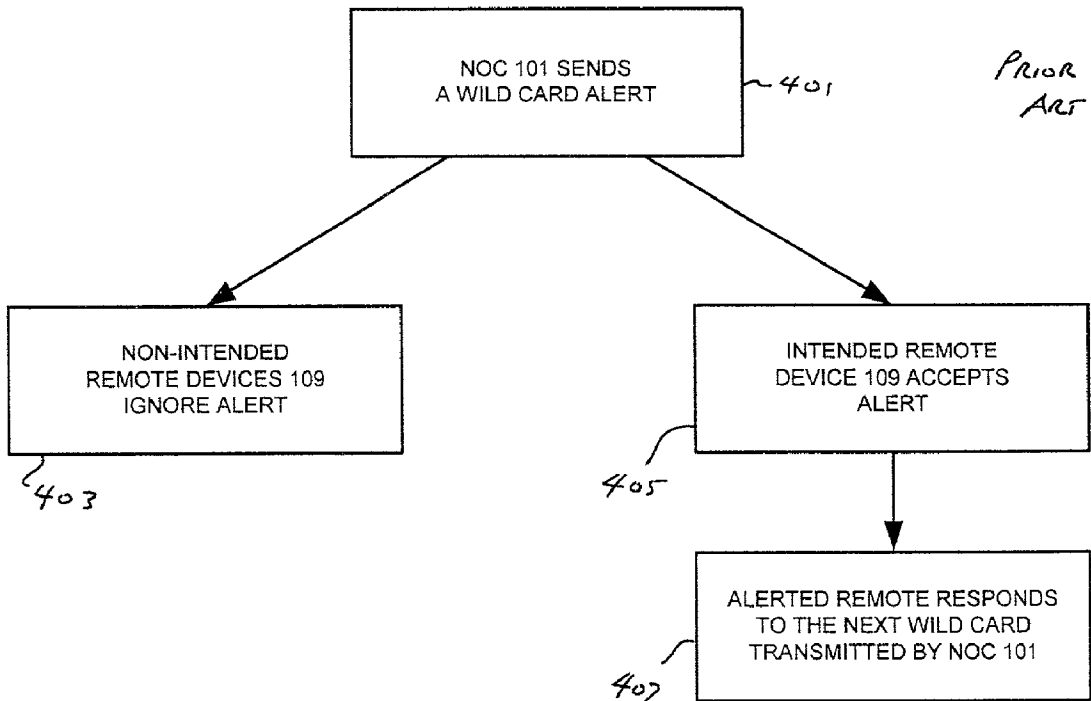 NOC 101 SENDS
A WILD CARD ALERT
401
PRIOR
ART
NON-INTENDED
REMOTE DEVICES 109
IGNORE ALERT
403
INTENDED REMOTE
DEVICE 109 ACCEPTS
ALERT
405
ALERTED REMOTE RESPONDS
TO THE NEXT WILD CARD
TRANSMITTED BY NOC 101
407